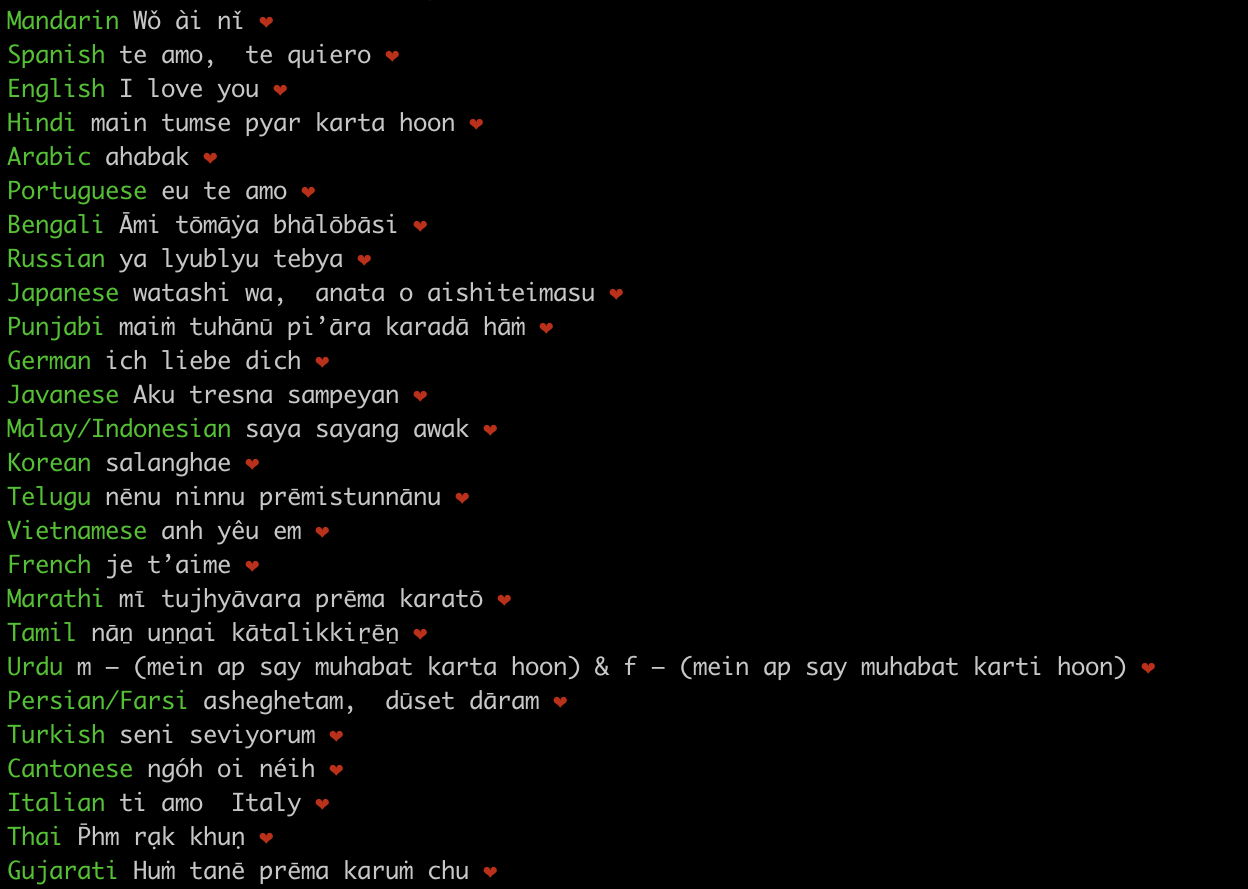 Mandarin Wǒ ài nǐ ❤
Spanish te amo,  te quiero ❤
English I love you ❤
Hindi main tumse pyar karta hoon ❤
Arabic ahabak ❤
Portuguese eu te amo ❤
Bengali Āmi tōmāẏa bhālōbāsi ❤
Russian ya lyublyu tebya ❤
Japanese watashi wa,  anata o aishiteimasu ❤
Punjabi maiṁ tuhānū pi’āra karadā hāṁ ❤
German ich liebe dich ❤
Javanese Aku tresna sampeyan ❤
Malay/Indonesian saya sayang awak ❤
Korean salanghae ❤
Telugu nēnu ninnu prēmistunnānu ❤
Vietnamese anh yêu em ❤
French je t’aime ❤
Marathi mī tujhyāvara prēma karatō ❤
Tamil nāṉ uṉṉai kātalikkiṟēṉ ❤
Urdu m – (mein ap say muhabat karta hoon) & f – (mein ap say muhabat karti hoon) ❤
Persian/Farsi asheghetam,  dūset dāram ❤
Turkish seni seviyorum ❤
Cantonese ngóh oi néih ❤
Italian ti amo  Italy ❤
Thai P̄hm rạk khuṇ ❤
Gujarati Huṁ tanē prēma karuṁ chu ❤